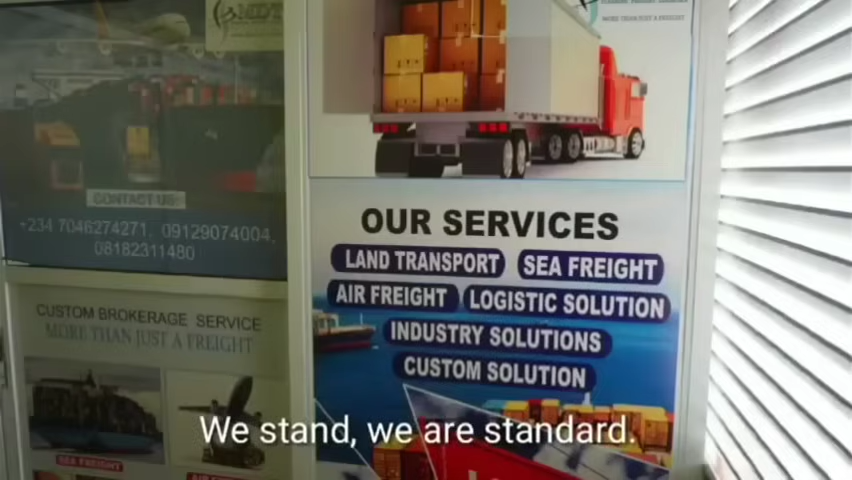 MORE THAN JUST A FREIGHT
CONTACT US:
+234 7046274271, 09129074004,
08182311480
CUSTOM BROKERAGE SERVICE
MORE THAN JUST A FREIGHT
SEA FREIGHT
OUR SERVICES
LAND TRANSPORT
SEA FREIGHT
AIR FREIGHT
LOGISTIC SOLUTION
INDUSTRY SOLUTIONS
CUSTOM SOLUTION
We stand, we are standard.